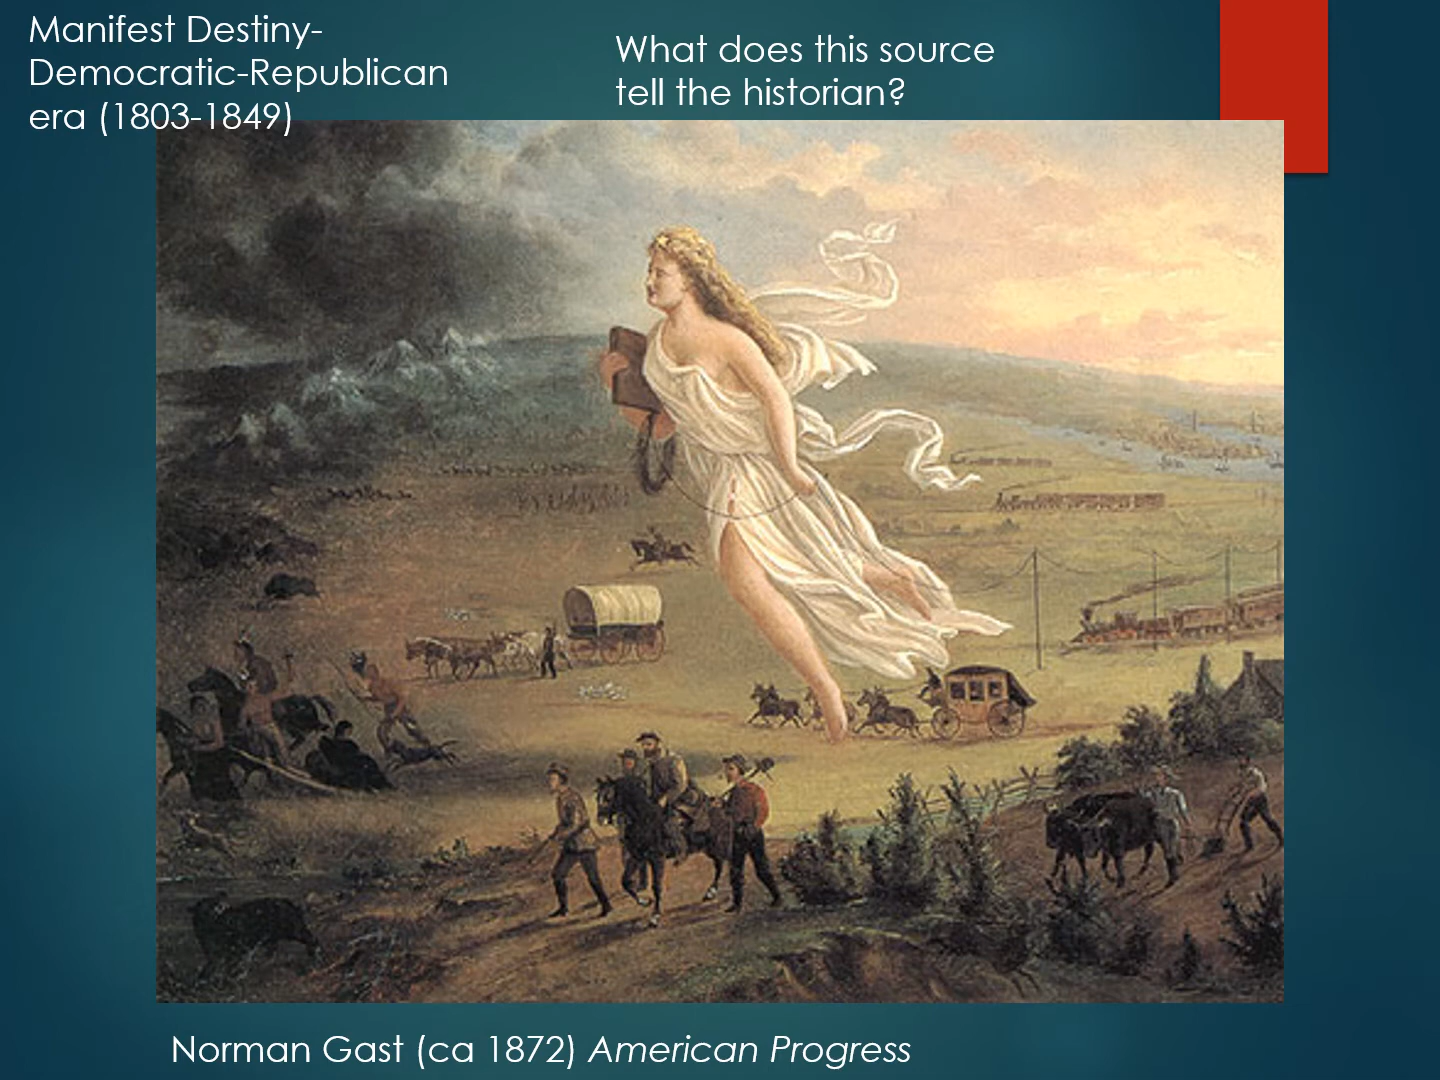 Manifest Destiny-
Democratic-Republican
era (1803-1849)
What does this source
tell the historian?
Norman Gast (ca 1872) American Progress